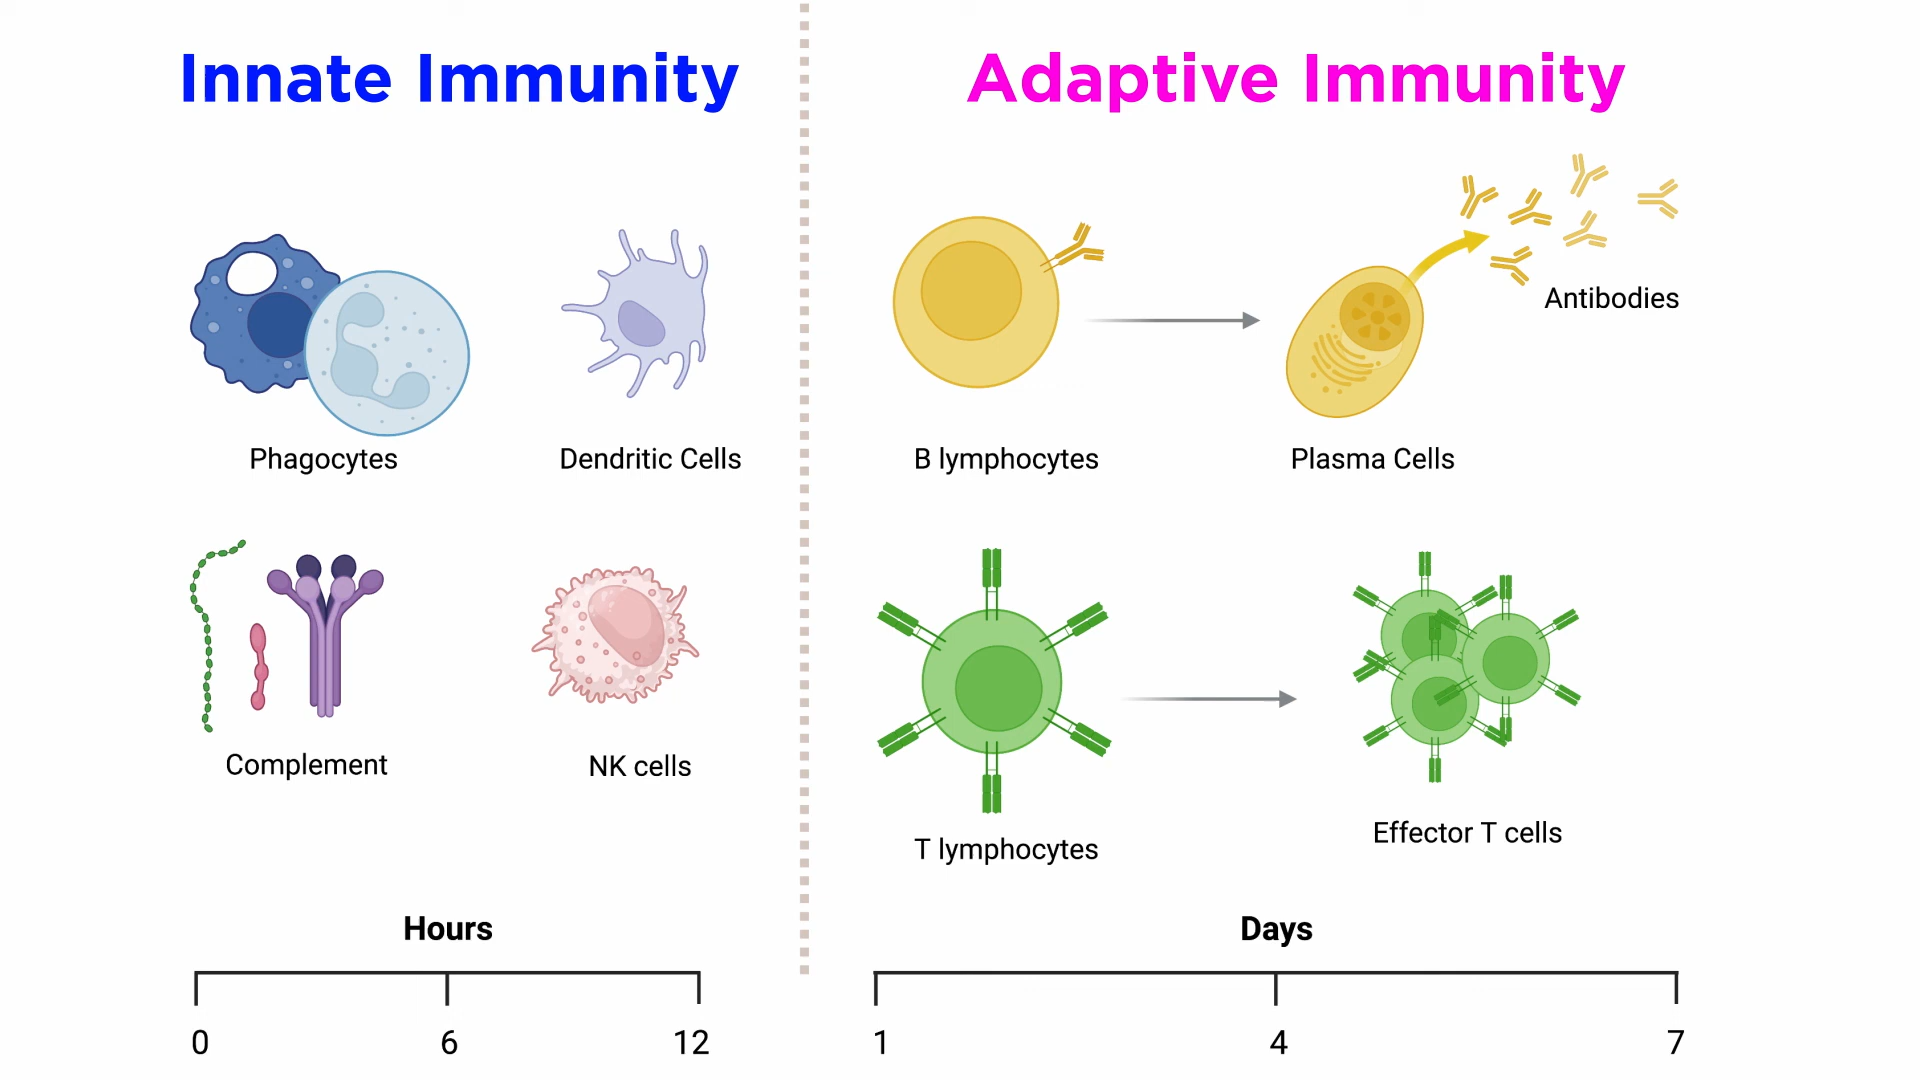 Innate Immunity
Adaptive Immunity
Antibodies
Phagocytes
Dendritic Cells
B lymphocytes
Plasma Cells
Complement
NK cells
T lymphocytes
Effector T cells
Hours
Days
0
6
12
1
4
7